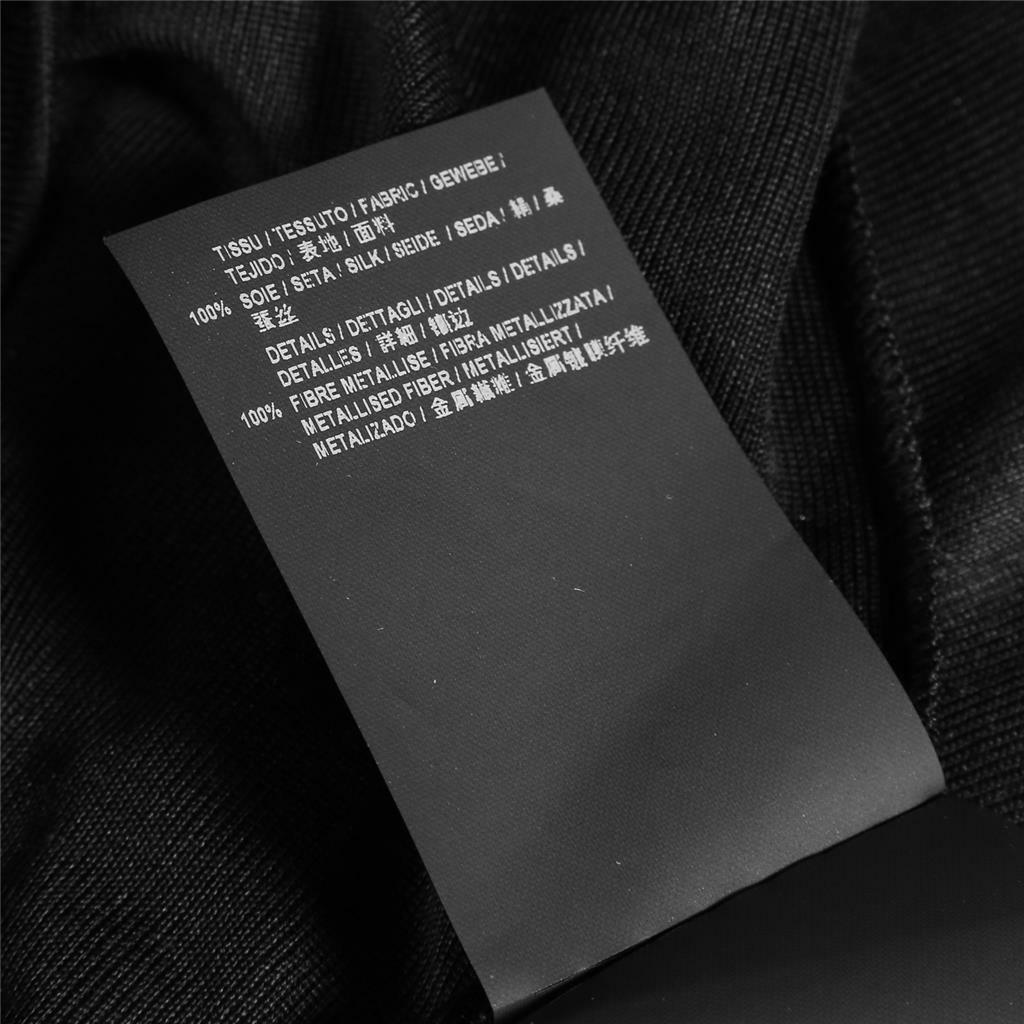 TISSU / TESSUTO / FABRIC / GEWEBE /
TEJIDO / 表地 / 面料
100% SOIE / SETA / SILK / SEIDE / SEDA / 絹 / 桑
蚕丝
DETAILS / DETTAGLI / DETAILS / DETAILS /
DETALLES / 詳細 / 镶边
100% FIBRE METALLISE / FIBRA METALLIZZATA /
METALLISED FIBER / METALLISIERT /
METALIZADO / 金属繊維 / 金属镀膜纤维